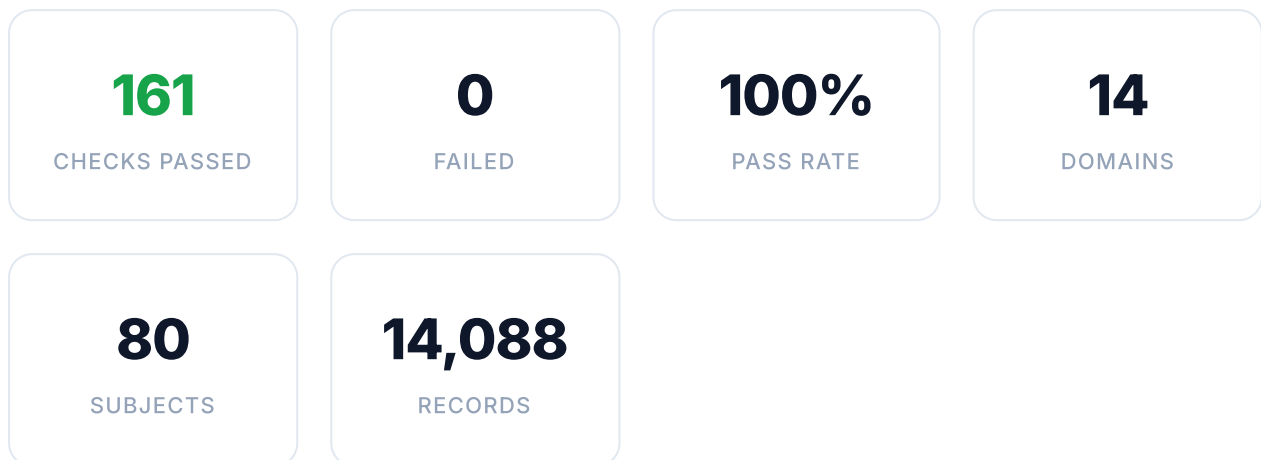 161
CHECKS PASSED
0
FAILED
100%
PASS RATE
14
DOMAINS
80
SUBJECTS
14,088
RECORDS